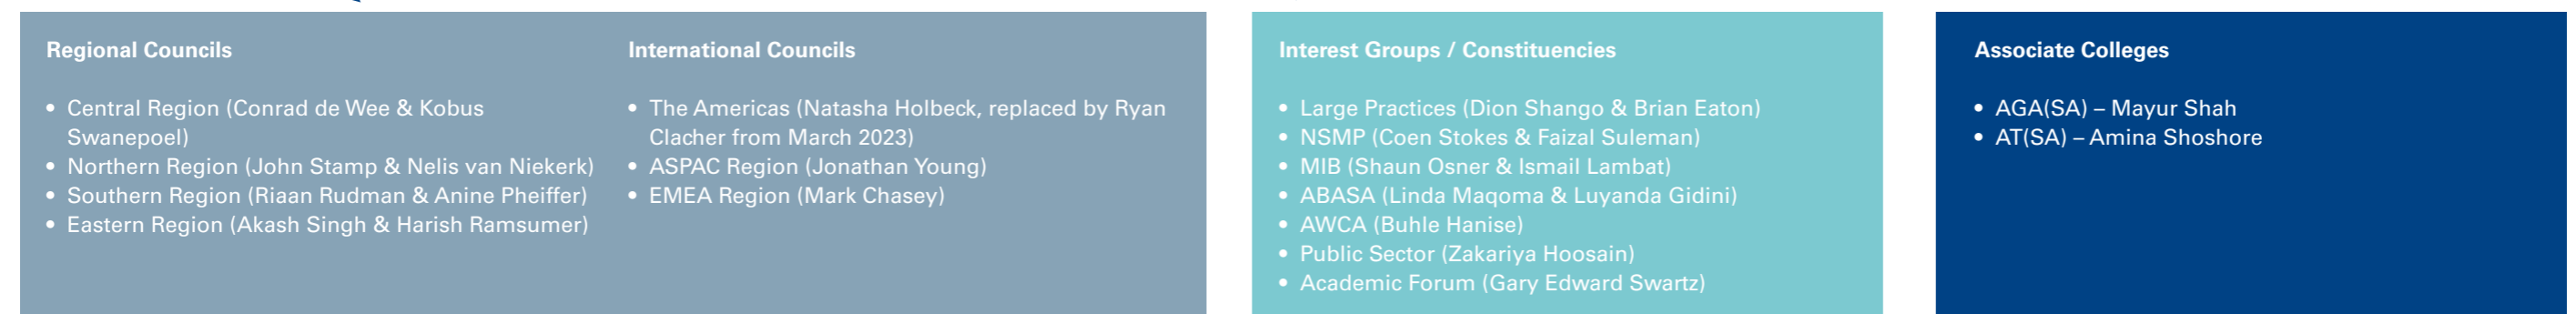 Regional Councils
• Central Region (Conrad de Wee & Kobus
Swanepoel)
• Northern Region (John Stamp & Nelis van Niekerk)
• Southern Region (Riaan Rudman & Anine Pheiffer)
• Eastern Region (Akash Singh & Harish Ramsumer)
International Councils
• The Americas (Natasha Holbeck, replaced by Ryan
Clacher from March 2023)
• ASPAC Region (Jonathan Young)
• EMEA Region (Mark Chasey)
Interest Groups / Constituencies
• Large Practices (Dion Shango & Brian Eaton)
• NSMP (Coen Stokes & Faizal Suleman)
• MIB (Shaun Osner & Ismail Lambat)
• ABASA (Linda Maqoma & Luyanda Gidini)
• AWCA (Buhle Hanise)
• Public Sector (Zakariya Hoosain)
• Academic Forum (Gary Edward Swartz)
Associate Colleges
• AGA(SA) – Mayur Shah
• AT(SA) – Amina Shoshore